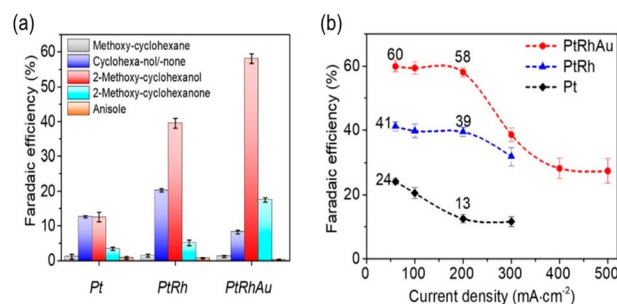 (a)
Faradaic efficiency (%)
60
50
40
30
20
10
0
Methoxy-cyclohexane
Cyclohexa-nol/-none
2-Methoxy-cyclohexanol
2-Methoxy-cyclohexanone
Anisole
Pt
PtRh
PtRhAu
(b)
Faradaic efficiency (%)
60
40
20
0
60
58
41
39
24
13
PtRhAu
PtRh
Pt
0 100 200 300 400 500
Current density (mA·cm⁻²)